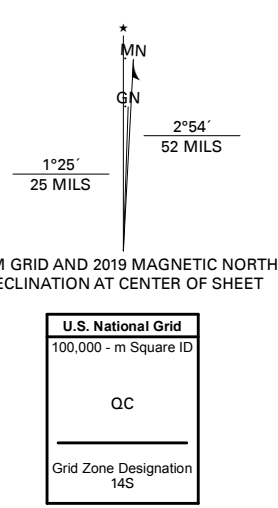 ★
MN
GN
2°54´
52 MILS
1°25´
25 MILS
M GRID AND 2019 MAGNETIC NORTH
ECLINATION AT CENTER OF SHEET
U.S. National Grid
100,000 - m Square ID
QC
Grid Zone Designation
14S